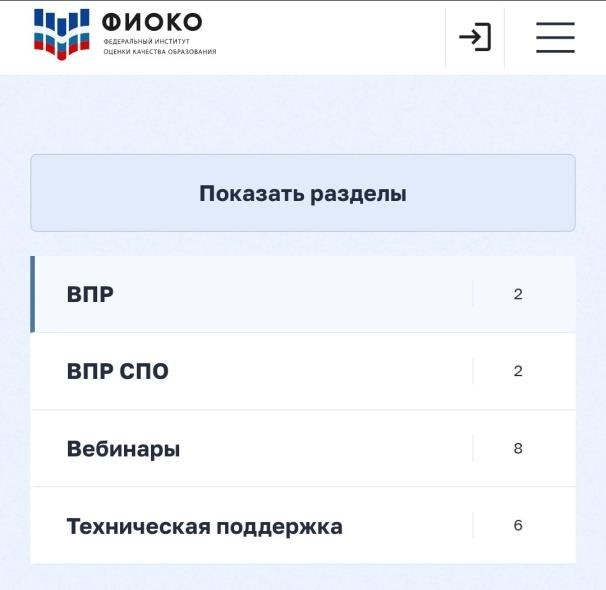 ФИОКО
ФЕДЕРАЛЬНЫЙ ИНСТИТУТ
ОЦЕНКИ КАЧЕСТВА ОБРАЗОВАНИЯ
Показать разделы
ВПР 2
ВПР СПО 2
Вебинары 8
Техническая поддержка 6